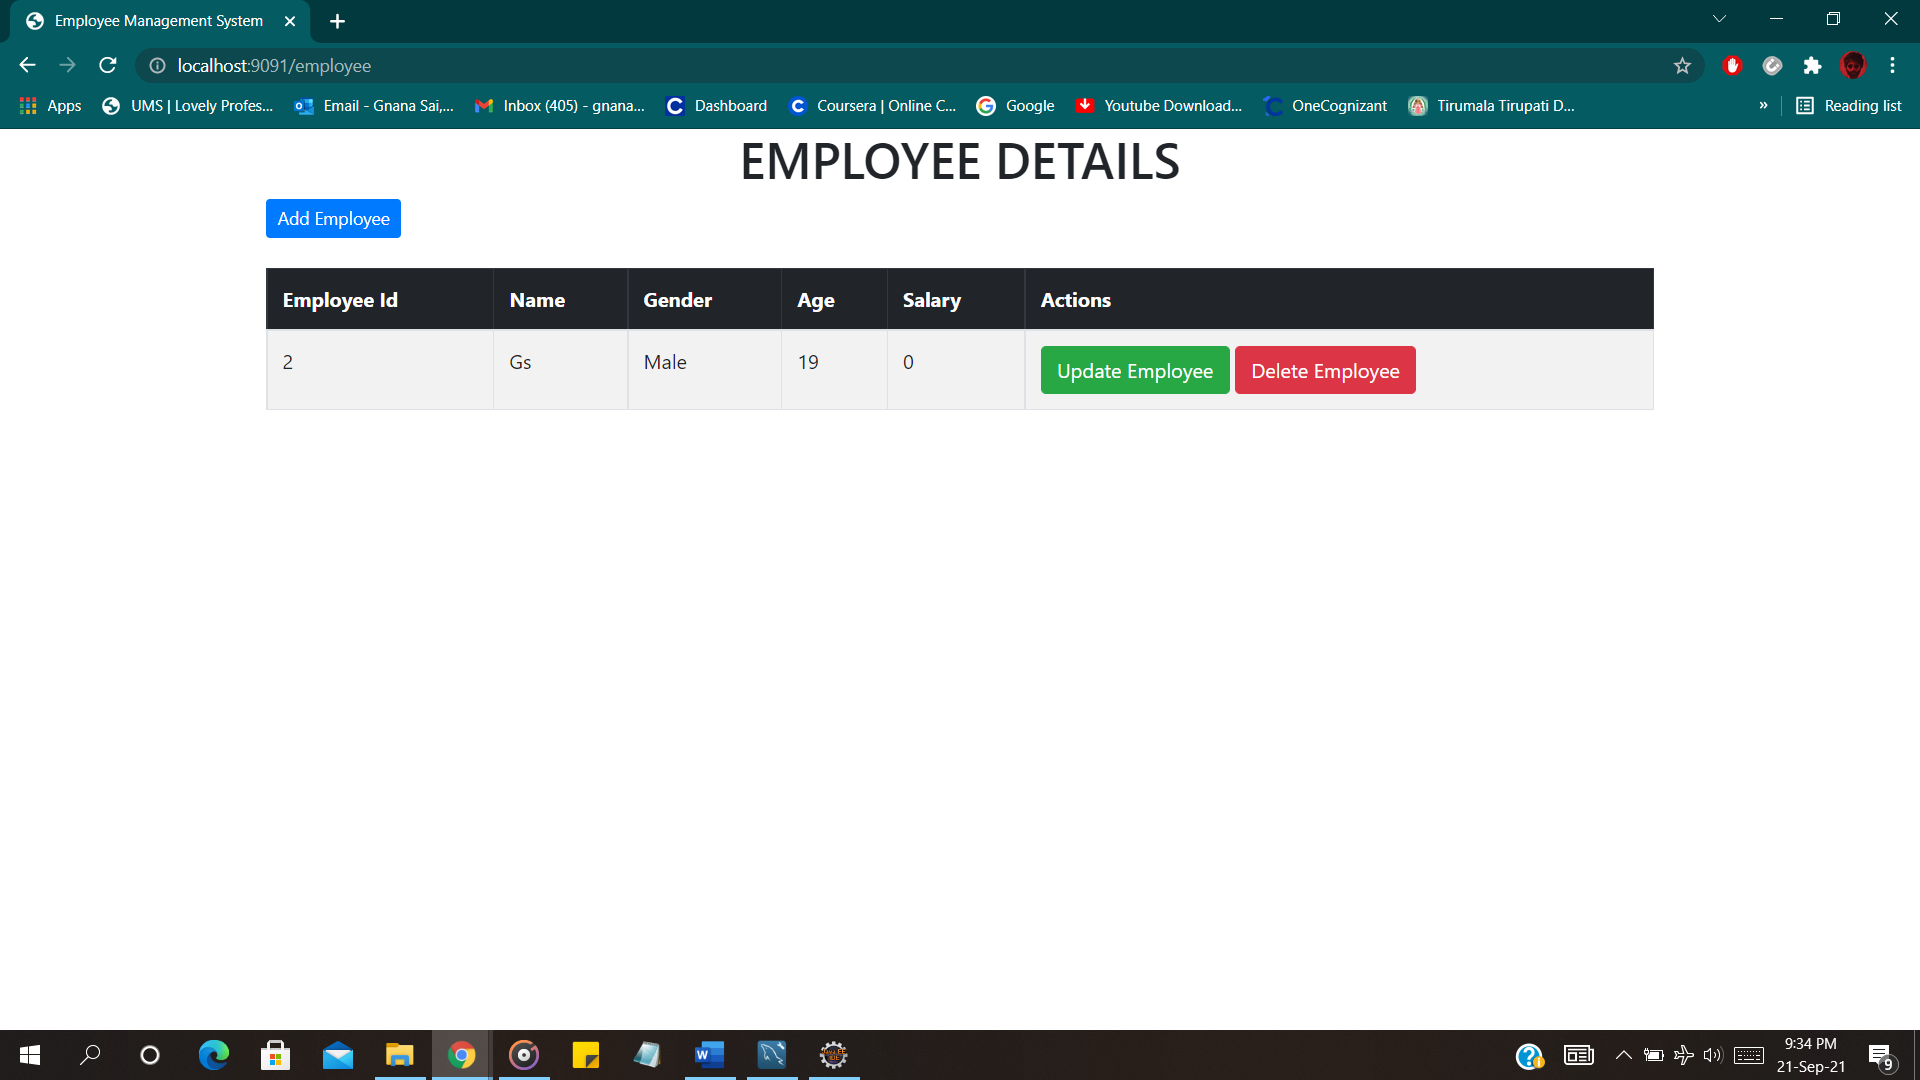 Employee Management System
localhost:9091/employee
Apps UMS | Lovely Profes... Email - Gnana Sai,... Inbox (405) - gnana... Dashboard Coursera | Online C... Google Youtube Download... OneCognizant Tirumala Tirupati D... » Reading list
EMPLOYEE DETAILS
Add Employee
Employee Id Name Gender Age Salary Actions
2 Gs Male 19 0 Update Employee Delete Employee
9:34 PM
21-Sep-21
9